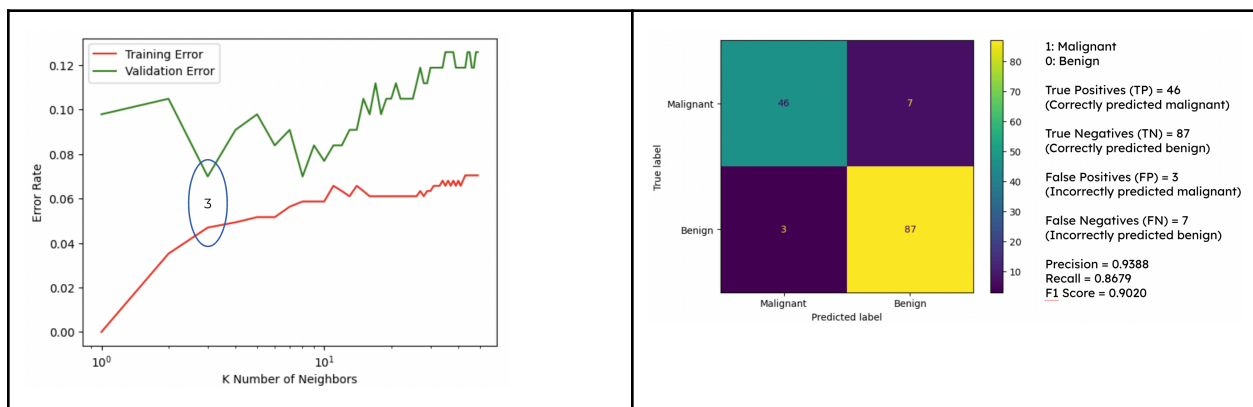 Training Error
Validation Error
0.12
0.10
0.08
0.06
0.04
0.02
0.00
Error Rate
3
10⁰
10¹
K Number of Neighbors
Malignant
Benign
True label
46
7
3
87
Malignant
Benign
Predicted label
80
70
60
50
40
30
20
10
1: Malignant
0: Benign
True Positives (TP) = 46
(Correctly predicted malignant)
True Negatives (TN) = 87
(Correctly predicted benign)
False Positives (FP) = 3
(Incorrectly predicted malignant)
False Negatives (FN) = 7
(Incorrectly predicted benign)
Precision = 0.9388
Recall = 0.8679
F1 Score = 0.9020